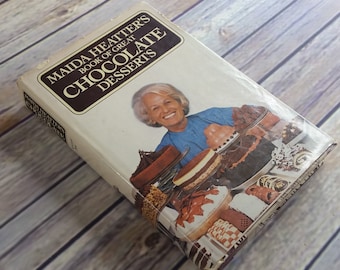 MAIDA HEATTER'S
BOOK OF GREAT
CHOCOLATE
DESSERTS